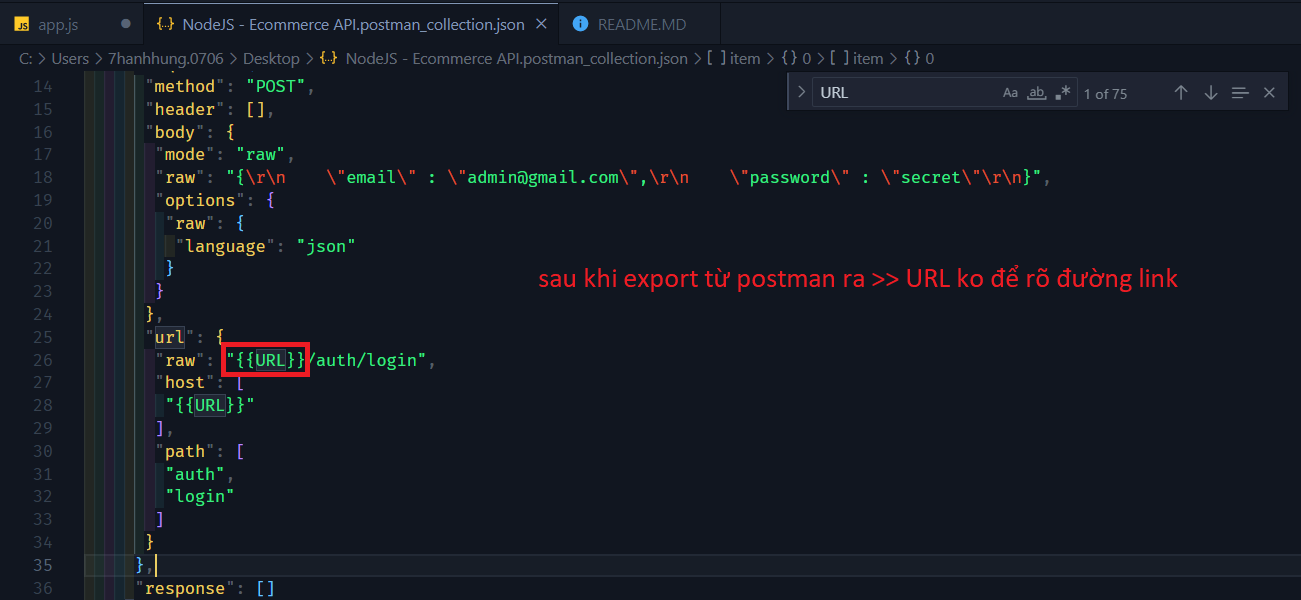 JS app.js ●
{··} NodeJS - Ecommerce API.postman_collection.json ×
i README.MD
C: > Users > 7hanhhung.0706 > Desktop > {··} NodeJS - Ecommerce API.postman_collection.json > [ ] item > {} 0 > [ ] item > {} 0
> URL Aa ab .* 1 of 75 ↑ ↓ ×
14 "method": "POST",
15 "header": [],
16 "body": {
17 "mode": "raw",
18 "raw": "{\r\n    \"email\" : \"admin@gmail.com\",\r\n    \"password\" : \"secret\"\r\n}",
19 "options": {
20 "raw": {
21 "language": "json"
22 }
23 }
sau khi export từ postman ra >> URL ko để rõ đường link
24 },
25 "url": {
26 "raw": "{{URL}}/auth/login",
27 "host": [
28 "{{URL}}"
29 ],
30 "path": [
31 "auth",
32 "login"
33 ]
34 }
35 },
36 "response": []